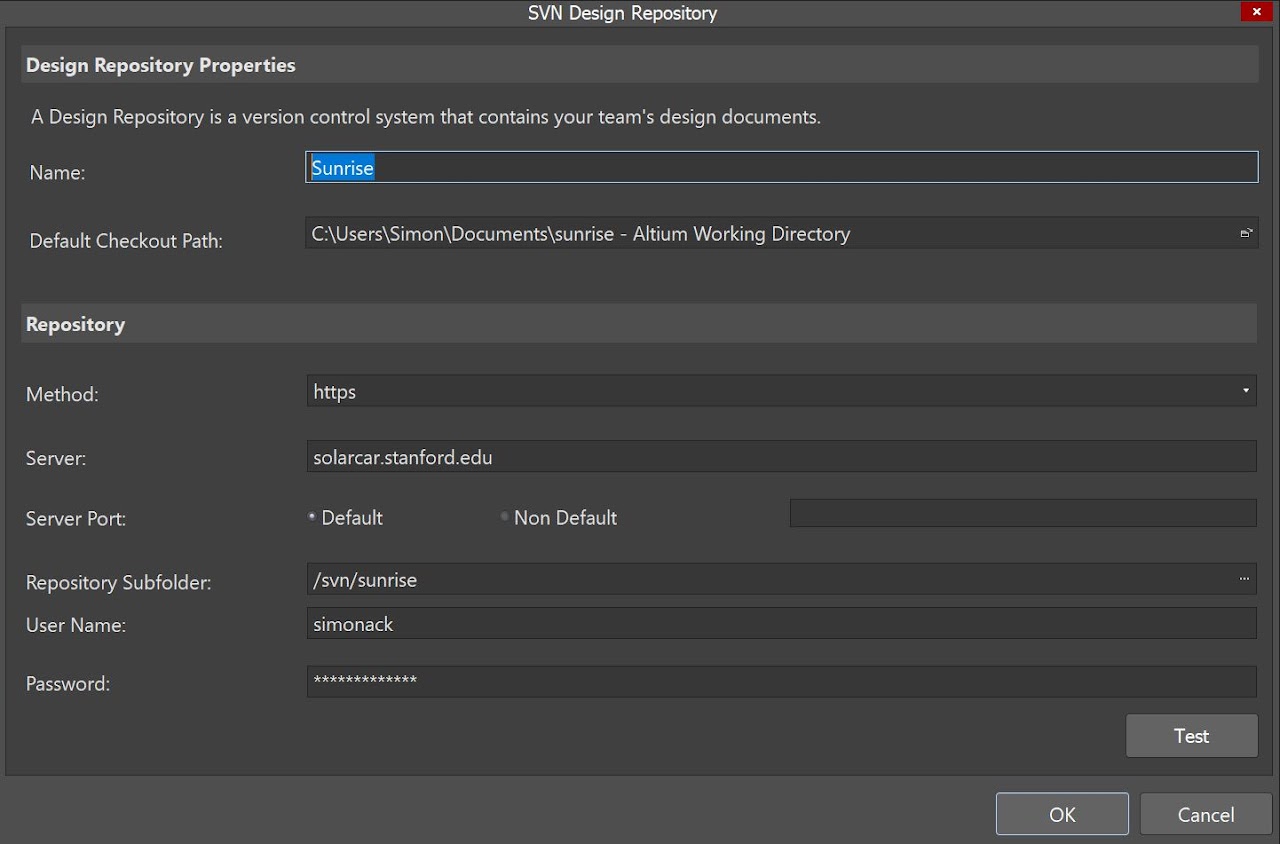 SVN Design Repository
Design Repository Properties
A Design Repository is a version control system that contains your team's design documents.
Name: Sunrise
Default Checkout Path: C:\Users\Simon\Documents\sunrise - Altium Working Directory
Repository
Method: https
Server: solarcar.stanford.edu
Server Port: Default Non Default
Repository Subfolder: /svn/sunrise ...
User Name: simonack
Password: *************
Test
OK Cancel